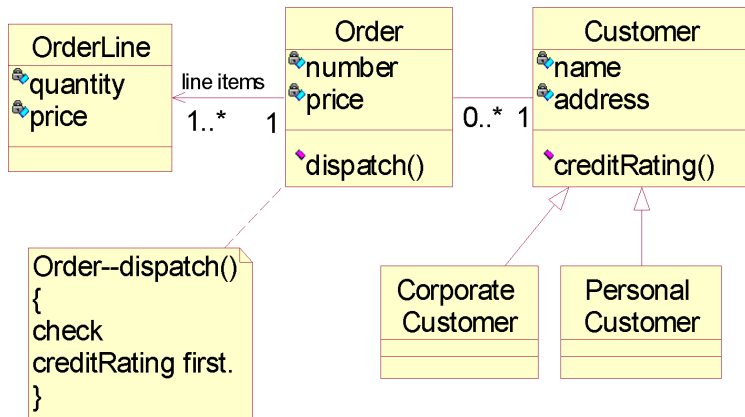 OrderLine
quantity
price
line items
1..*
1
Order
number
price
dispatch()
0..*
1
Customer
name
address
creditRating()
Order--dispatch()
{
check
creditRating first.
}
Corporate
Customer
Personal
Customer